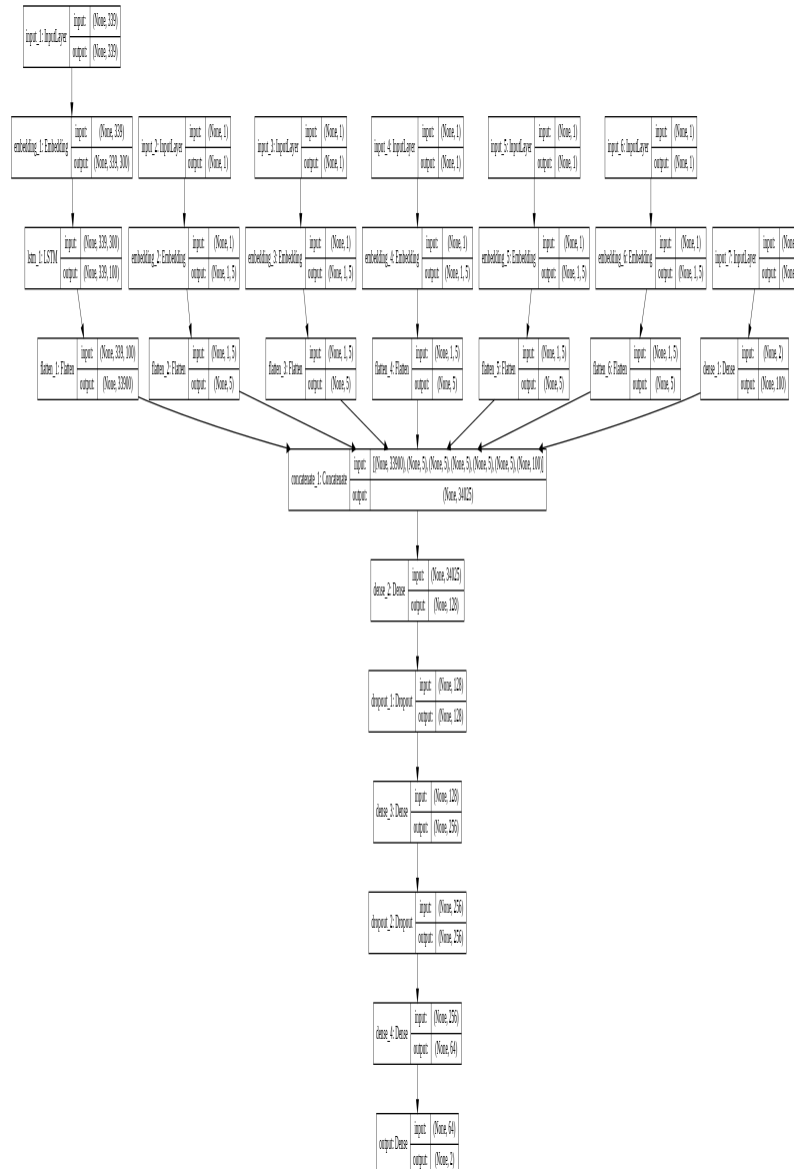 input_1: InputLayer input: (None, 339)
output: (None, 339)
embedding_1: Embedding input: (None, 339)
output: (None, 339, 300)
input_2: InputLayer input: (None, 1)
output: (None, 1)
input_3: InputLayer input: (None, 1)
output: (None, 1)
input_4: InputLayer input: (None, 1)
output: (None, 1)
input_5: InputLayer input: (None, 1)
output: (None, 1)
input_6: InputLayer input: (None, 1)
output: (None, 1)
lstm_1: LSTM input: (None, 339, 300)
output: (None, 339, 100)
embedding_2: Embedding input: (None, 1)
output: (None, 1, 5)
embedding_3: Embedding input: (None, 1)
output: (None, 1, 5)
embedding_4: Embedding input: (None, 1)
output: (None, 1, 5)
embedding_5: Embedding input: (None, 1)
output: (None, 1, 5)
embedding_6: Embedding input: (None, 1)
output: (None, 1, 5)
input_7: InputLayer input: (None
output: (None
flatten_1: Flatten input: (None, 339, 100)
output: (None, 33900)
flatten_2: Flatten input: (None, 1, 5)
output: (None, 5)
flatten_3: Flatten input: (None, 1, 5)
output: (None, 5)
flatten_4: Flatten input: (None, 1, 5)
output: (None, 5)
flatten_5: Flatten input: (None, 1, 5)
output: (None, 5)
flatten_6: Flatten input: (None, 1, 5)
output: (None, 5)
dense_1: Dense input: (None, 2)
output: (None, 100)
concatenate_1: Concatenate input: [(None, 33900), (None, 5), (None, 5), (None, 5), (None, 5), (None, 5), (None, 100)]
output: (None, 34025)
dense_2: Dense input: (None, 34025)
output: (None, 128)
dropout_1: Dropout input: (None, 128)
output: (None, 128)
dense_3: Dense input: (None, 128)
output: (None, 256)
dropout_2: Dropout input: (None, 256)
output: (None, 256)
dense_4: Dense input: (None, 256)
output: (None, 64)
output: Dense input: (None, 64)
output: (None, 2)